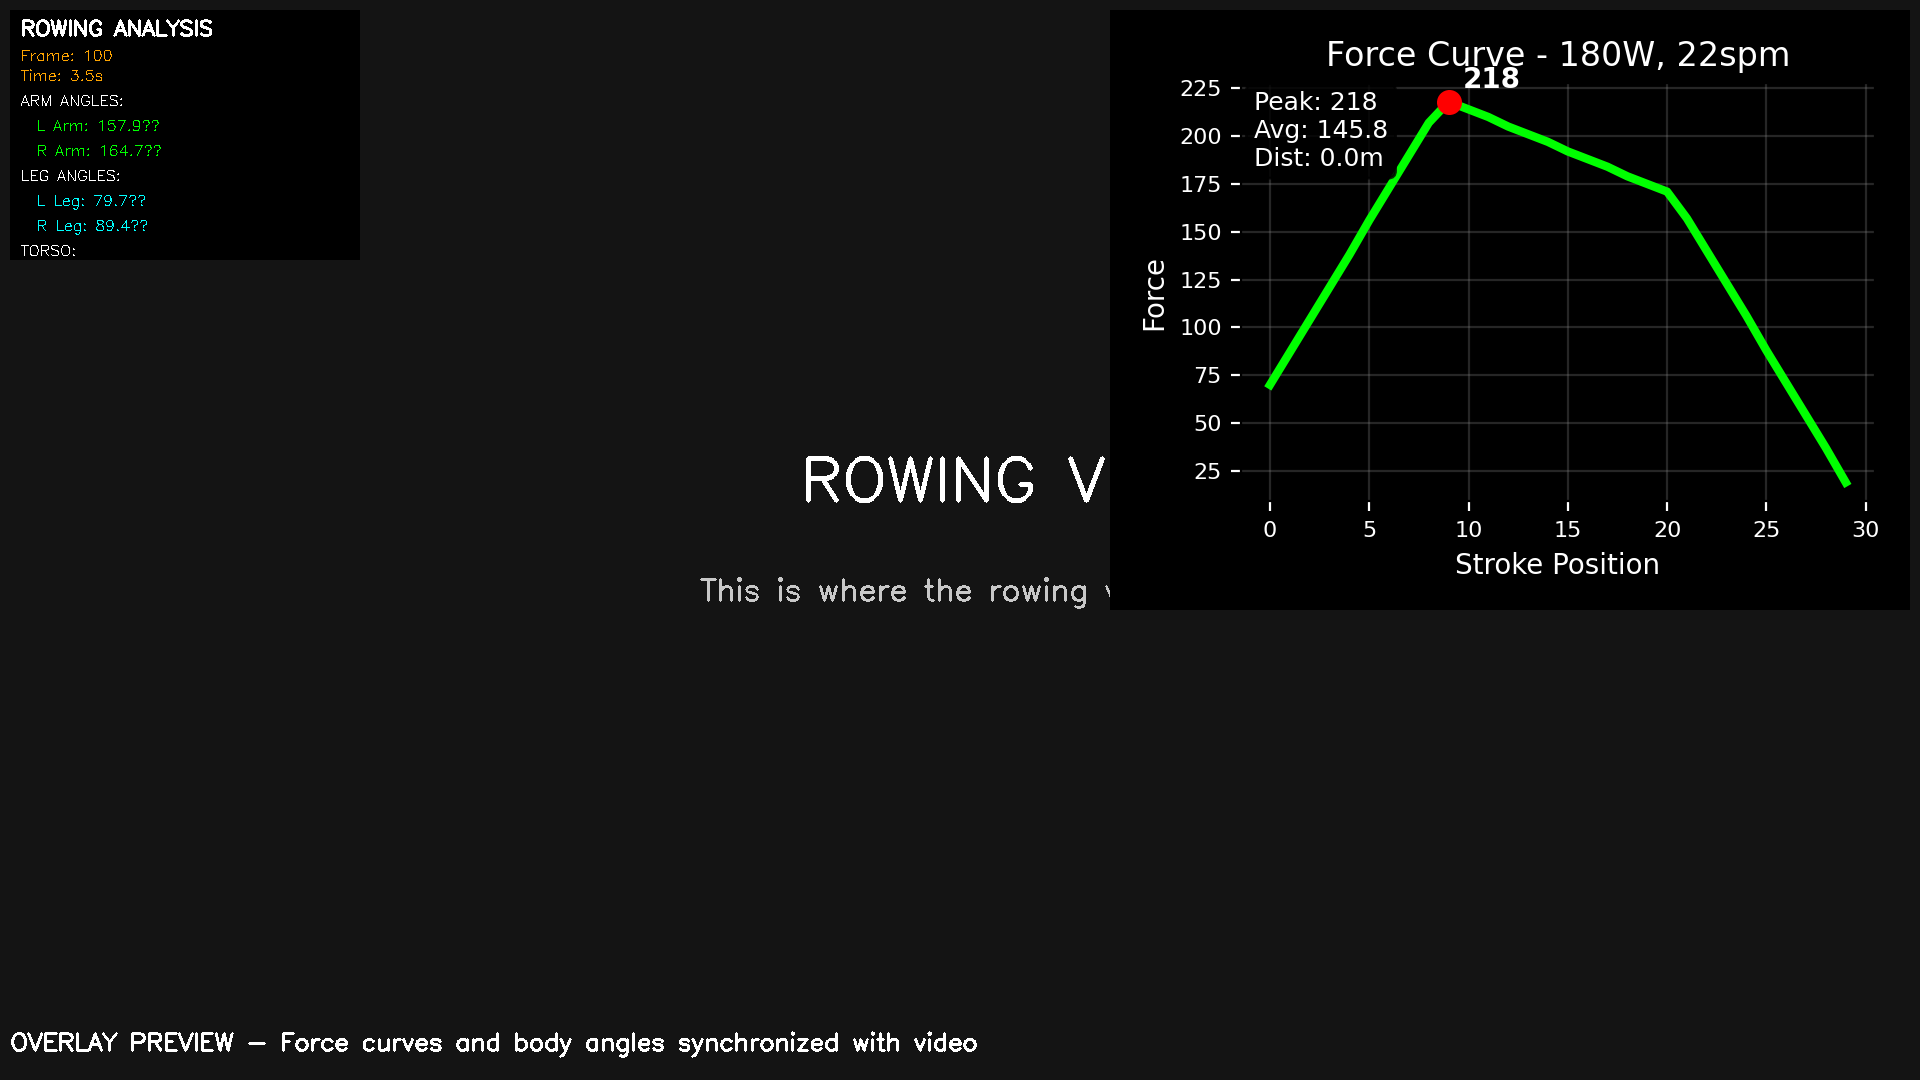 ROWING ANALYSIS
Frame: 100
Time: 3.5s
ARM ANGLES:
L Arm: 157.9??
R Arm: 164.7??
LEG ANGLES:
L Leg: 79.7??
R Leg: 89.4??
TORSO:
Force Curve - 180W, 22spm
218
Peak: 218
Avg: 145.8
Dist: 0.0m
225
200
175
150
125
100
75
50
25
Force
0 5 10 15 20 25 30
Stroke Position
ROWING V
This is where the rowing
OVERLAY PREVIEW - Force curves and body angles synchronized with video